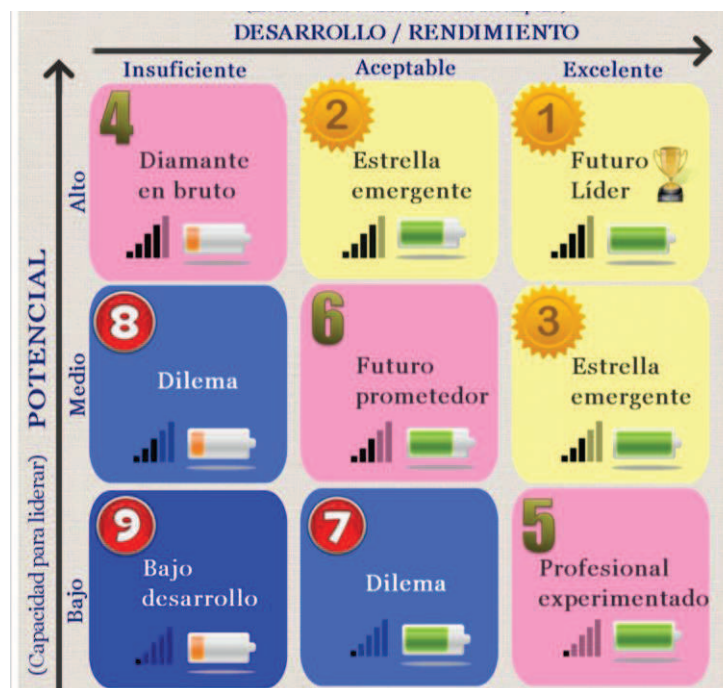 DESARROLLO / RENDIMIENTO
Insuficiente
Aceptable
Excelente
POTENCIAL
(Capacidad para liderar)
Alto
4
Diamante
en bruto
2
Estrella
emergente
1
Futuro
Líder
Medio
8
Dilema
6
Futuro
prometedor
3
Estrella
emergente
Bajo
9
Bajo
desarrollo
7
Dilema
5
Profesional
experimentado